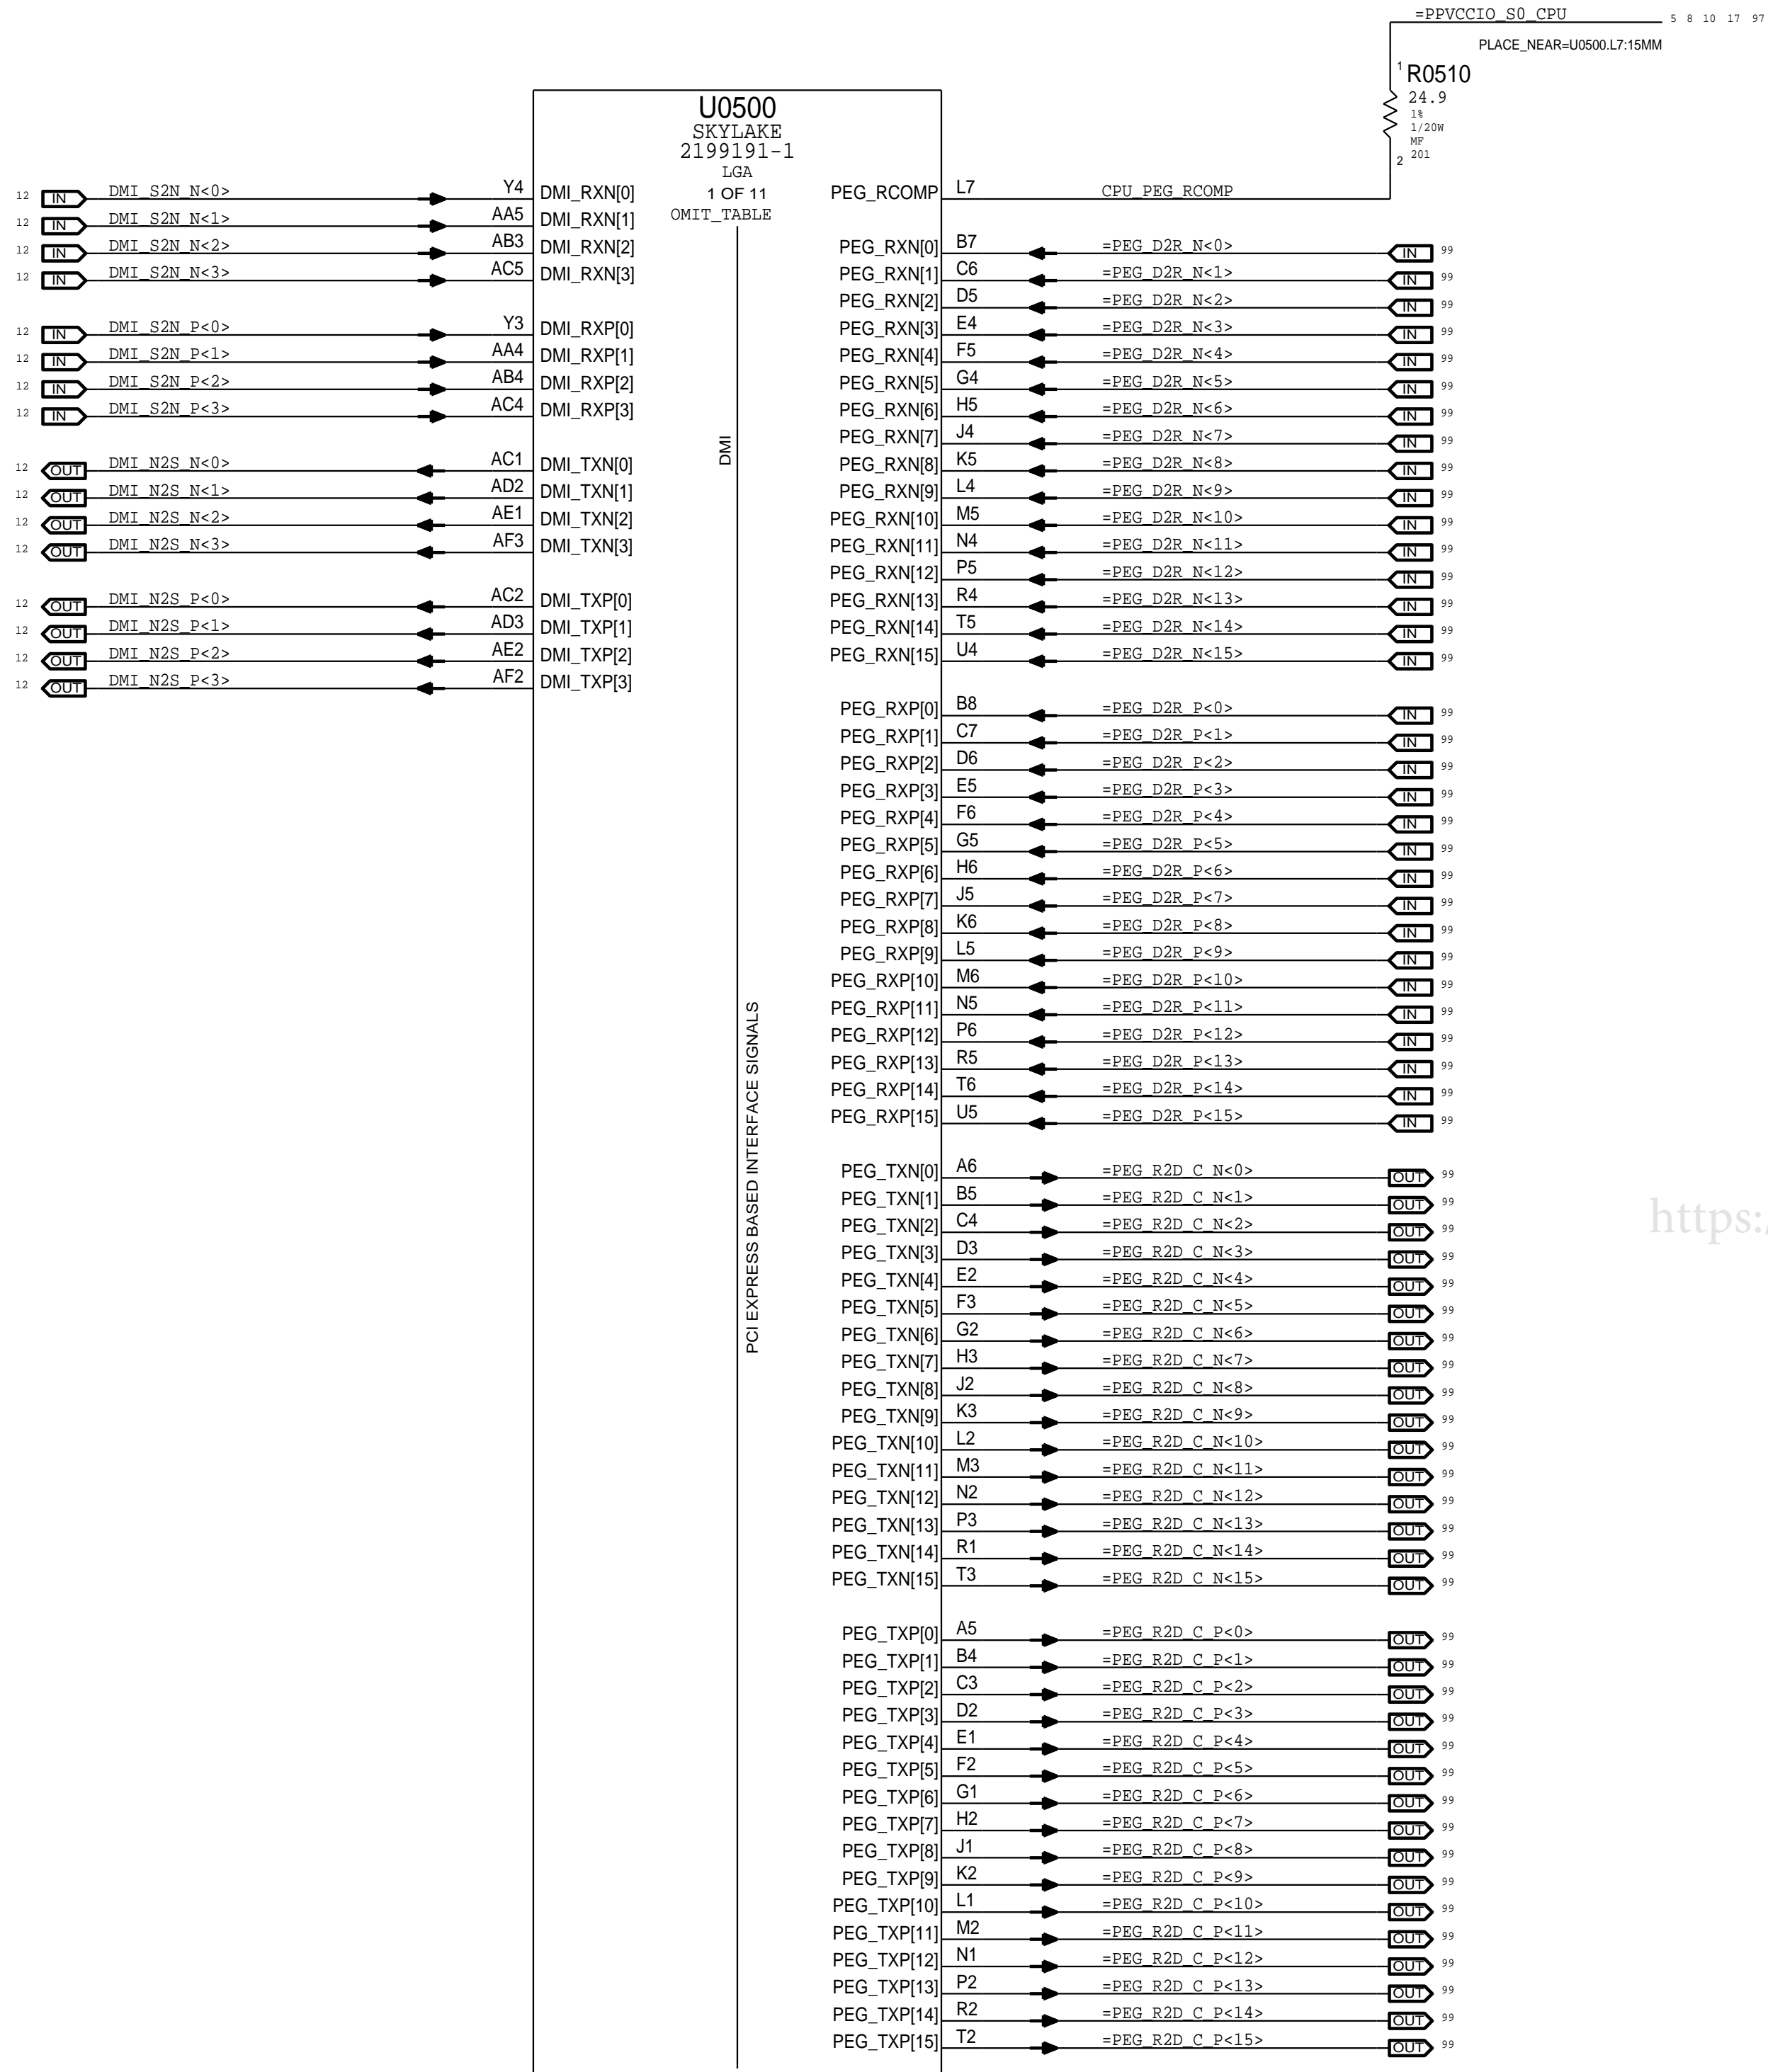 =PPVCCIO_S0_CPU 5 8 10 17 97
PLACE_NEAR=U0500.L7:15MM
1 R0510
24.9
1%
1/20W
MF
201
2
U0500
SKYLAKE
2199191-1
LGA
1 OF 11
OMIT_TABLE
DMI
PCI EXPRESS BASED INTERFACE SIGNALS
12 IN DMI_S2N_N<0> Y4 DMI_RXN[0]
12 IN DMI_S2N_N<1> AA5 DMI_RXN[1]
12 IN DMI_S2N_N<2> AB3 DMI_RXN[2]
12 IN DMI_S2N_N<3> AC5 DMI_RXN[3]
12 IN DMI_S2N_P<0> Y3 DMI_RXP[0]
12 IN DMI_S2N_P<1> AA4 DMI_RXP[1]
12 IN DMI_S2N_P<2> AB4 DMI_RXP[2]
12 IN DMI_S2N_P<3> AC4 DMI_RXP[3]
12 OUT DMI_N2S_N<0> AC1 DMI_TXN[0]
12 OUT DMI_N2S_N<1> AD2 DMI_TXN[1]
12 OUT DMI_N2S_N<2> AE1 DMI_TXN[2]
12 OUT DMI_N2S_N<3> AF3 DMI_TXN[3]
12 OUT DMI_N2S_P<0> AC2 DMI_TXP[0]
12 OUT DMI_N2S_P<1> AD3 DMI_TXP[1]
12 OUT DMI_N2S_P<2> AE2 DMI_TXP[2]
12 OUT DMI_N2S_P<3> AF2 DMI_TXP[3]
PEG_RCOMP L7 CPU_PEG_RCOMP
PEG_RXN[0] B7 =PEG_D2R_N<0> IN 99
PEG_RXN[1] C6 =PEG_D2R_N<1> IN 99
PEG_RXN[2] D5 =PEG_D2R_N<2> IN 99
PEG_RXN[3] E4 =PEG_D2R_N<3> IN 99
PEG_RXN[4] F5 =PEG_D2R_N<4> IN 99
PEG_RXN[5] G4 =PEG_D2R_N<5> IN 99
PEG_RXN[6] H5 =PEG_D2R_N<6> IN 99
PEG_RXN[7] J4 =PEG_D2R_N<7> IN 99
PEG_RXN[8] K5 =PEG_D2R_N<8> IN 99
PEG_RXN[9] L4 =PEG_D2R_N<9> IN 99
PEG_RXN[10] M5 =PEG_D2R_N<10> IN 99
PEG_RXN[11] N4 =PEG_D2R_N<11> IN 99
PEG_RXN[12] P5 =PEG_D2R_N<12> IN 99
PEG_RXN[13] R4 =PEG_D2R_N<13> IN 99
PEG_RXN[14] T5 =PEG_D2R_N<14> IN 99
PEG_RXN[15] U4 =PEG_D2R_N<15> IN 99
PEG_RXP[0] B8 =PEG_D2R_P<0> IN 99
PEG_RXP[1] C7 =PEG_D2R_P<1> IN 99
PEG_RXP[2] D6 =PEG_D2R_P<2> IN 99
PEG_RXP[3] E5 =PEG_D2R_P<3> IN 99
PEG_RXP[4] F6 =PEG_D2R_P<4> IN 99
PEG_RXP[5] G5 =PEG_D2R_P<5> IN 99
PEG_RXP[6] H6 =PEG_D2R_P<6> IN 99
PEG_RXP[7] J5 =PEG_D2R_P<7> IN 99
PEG_RXP[8] K6 =PEG_D2R_P<8> IN 99
PEG_RXP[9] L5 =PEG_D2R_P<9> IN 99
PEG_RXP[10] M6 =PEG_D2R_P<10> IN 99
PEG_RXP[11] N5 =PEG_D2R_P<11> IN 99
PEG_RXP[12] P6 =PEG_D2R_P<12> IN 99
PEG_RXP[13] R5 =PEG_D2R_P<13> IN 99
PEG_RXP[14] T6 =PEG_D2R_P<14> IN 99
PEG_RXP[15] U5 =PEG_D2R_P<15> IN 99
PEG_TXN[0] A6 =PEG_R2D_C_N<0> OUT 99
PEG_TXN[1] B5 =PEG_R2D_C_N<1> OUT 99
PEG_TXN[2] C4 =PEG_R2D_C_N<2> OUT 99
PEG_TXN[3] D3 =PEG_R2D_C_N<3> OUT 99
PEG_TXN[4] E2 =PEG_R2D_C_N<4> OUT 99
PEG_TXN[5] F3 =PEG_R2D_C_N<5> OUT 99
PEG_TXN[6] G2 =PEG_R2D_C_N<6> OUT 99
PEG_TXN[7] H3 =PEG_R2D_C_N<7> OUT 99
PEG_TXN[8] J2 =PEG_R2D_C_N<8> OUT 99
PEG_TXN[9] K3 =PEG_R2D_C_N<9> OUT 99
PEG_TXN[10] L2 =PEG_R2D_C_N<10> OUT 99
PEG_TXN[11] M3 =PEG_R2D_C_N<11> OUT 99
PEG_TXN[12] N2 =PEG_R2D_C_N<12> OUT 99
PEG_TXN[13] P3 =PEG_R2D_C_N<13> OUT 99
PEG_TXN[14] R1 =PEG_R2D_C_N<14> OUT 99
PEG_TXN[15] T3 =PEG_R2D_C_N<15> OUT 99
PEG_TXP[0] A5 =PEG_R2D_C_P<0> OUT 99
PEG_TXP[1] B4 =PEG_R2D_C_P<1> OUT 99
PEG_TXP[2] C3 =PEG_R2D_C_P<2> OUT 99
PEG_TXP[3] D2 =PEG_R2D_C_P<3> OUT 99
PEG_TXP[4] E1 =PEG_R2D_C_P<4> OUT 99
PEG_TXP[5] F2 =PEG_R2D_C_P<5> OUT 99
PEG_TXP[6] G1 =PEG_R2D_C_P<6> OUT 99
PEG_TXP[7] H2 =PEG_R2D_C_P<7> OUT 99
PEG_TXP[8] J1 =PEG_R2D_C_P<8> OUT 99
PEG_TXP[9] K2 =PEG_R2D_C_P<9> OUT 99
PEG_TXP[10] L1 =PEG_R2D_C_P<10> OUT 99
PEG_TXP[11] M2 =PEG_R2D_C_P<11> OUT 99
PEG_TXP[12] N1 =PEG_R2D_C_P<12> OUT 99
PEG_TXP[13] P2 =PEG_R2D_C_P<13> OUT 99
PEG_TXP[14] R2 =PEG_R2D_C_P<14> OUT 99
PEG_TXP[15] T2 =PEG_R2D_C_P<15> OUT 99
https:/